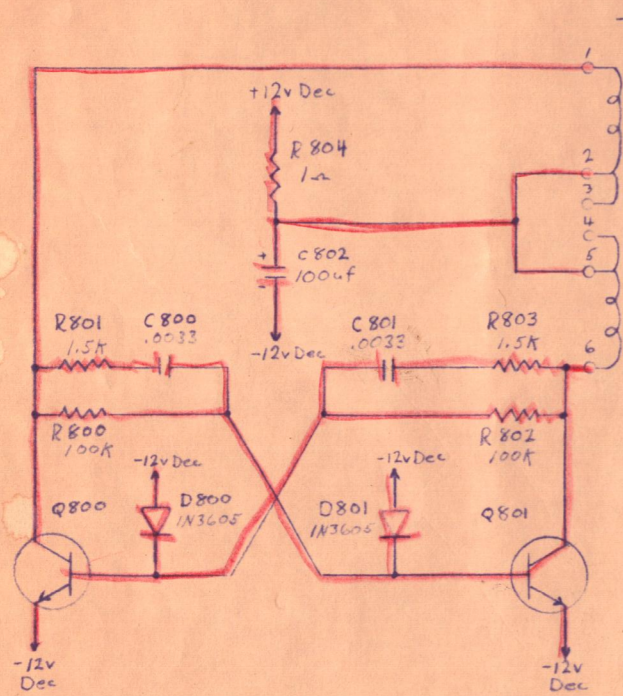 1
+12v Dec
R804
1Ω
2
3
4
5
6
+
C802
100uf
-
-12v Dec
R801
1.5K
C800
.0033
C801
.0033
R803
1.5K
R800
100K
R802
100K
-12v Dec
D800
1N3605
-12v Dec
D801
1N3605
Q800
Q801
-12v
Dec
-12v
Dec